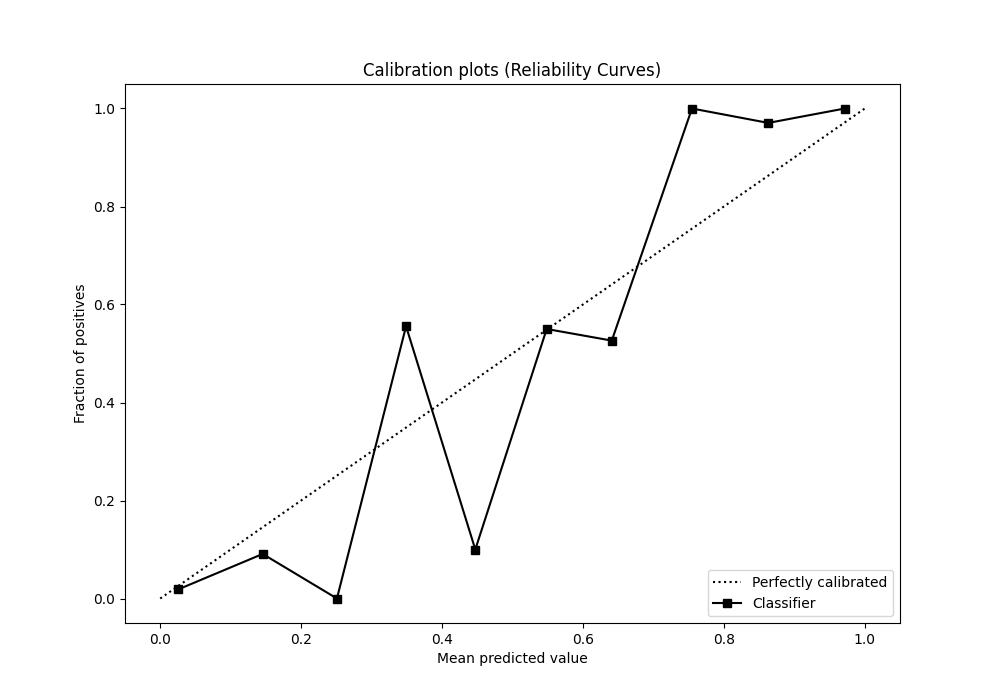 Calibration plots (Reliability Curves)
1.0
0.8
0.6
0.4
0.2
0.0
Fraction of positives
0.0 0.2 0.4 0.6 0.8 1.0
Mean predicted value
Perfectly calibrated
Classifier